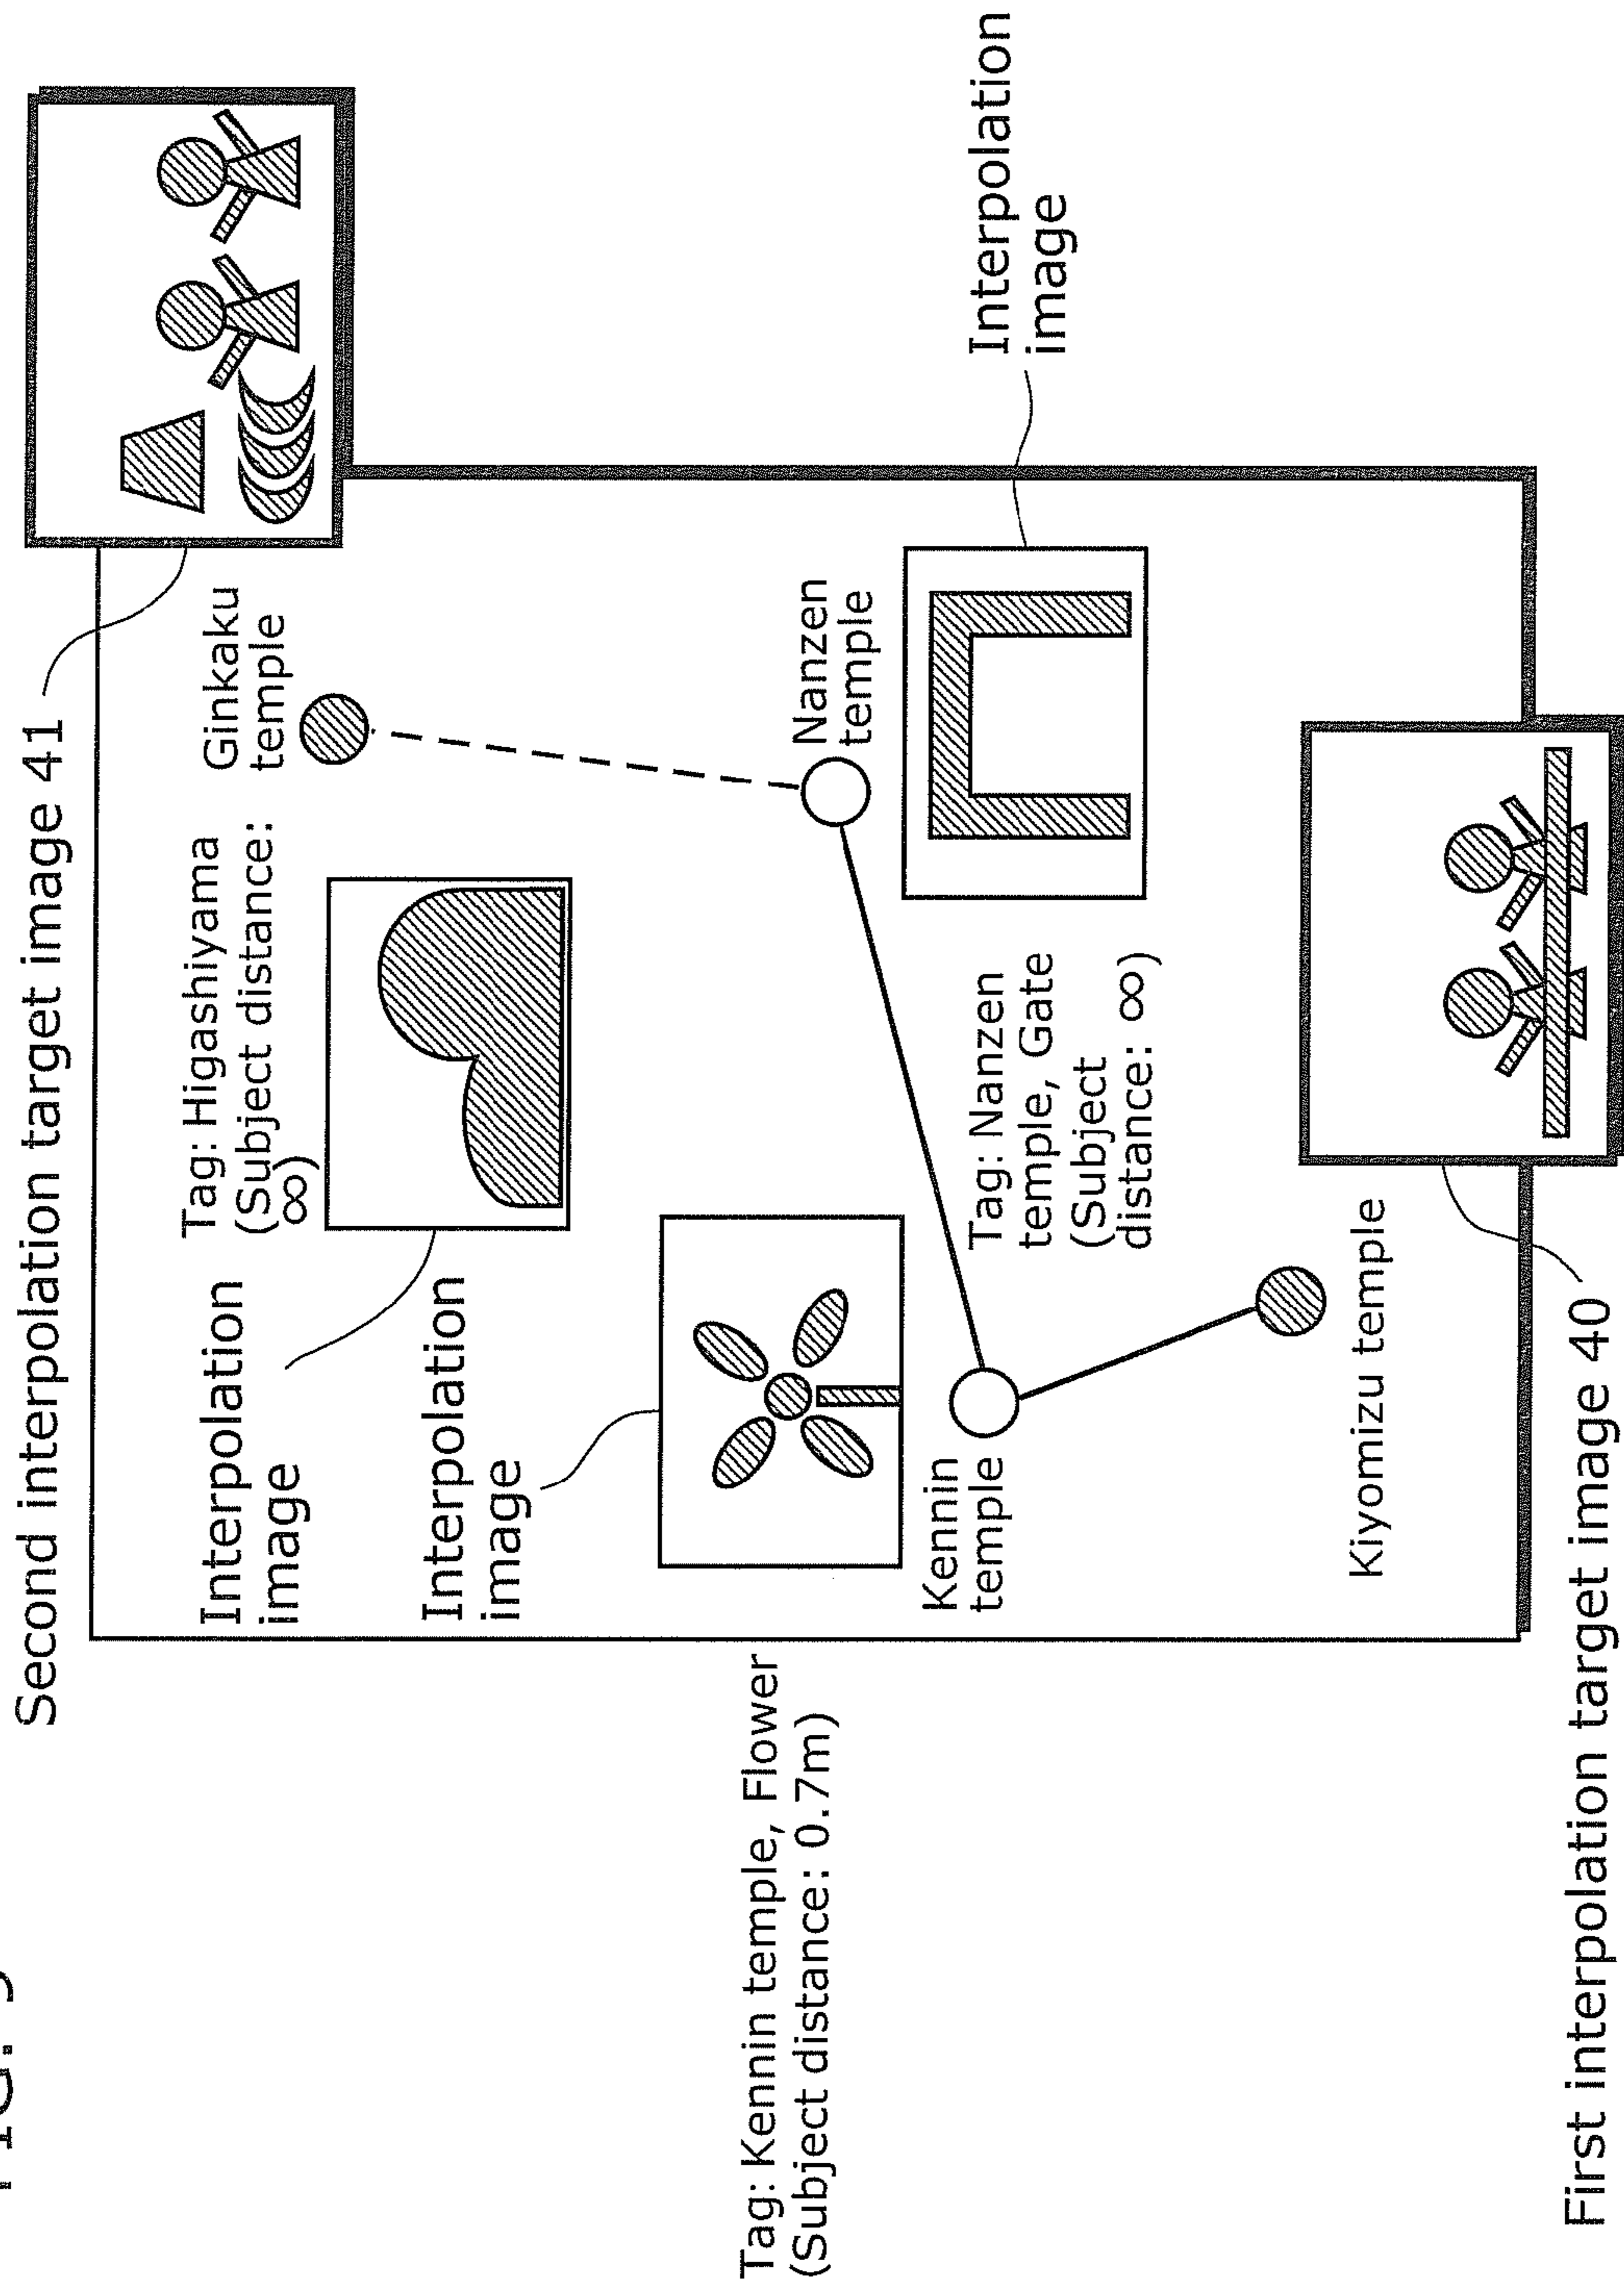 FIG.
Second interpolation target image 41
Interpolation
image
Tag: Higashiyama
(Subject distance:
∞)
Ginkaku
temple
Interpolation
image
Tag: Kennin temple, Flower
(Subject distance: 0.7m)
Nanzen
temple
Kennin
temple
Tag: Nanzen
temple, Gate
(Subject
distance: ∞)
Interpolation
image
Kiyomizu temple
First interpolation target image 40